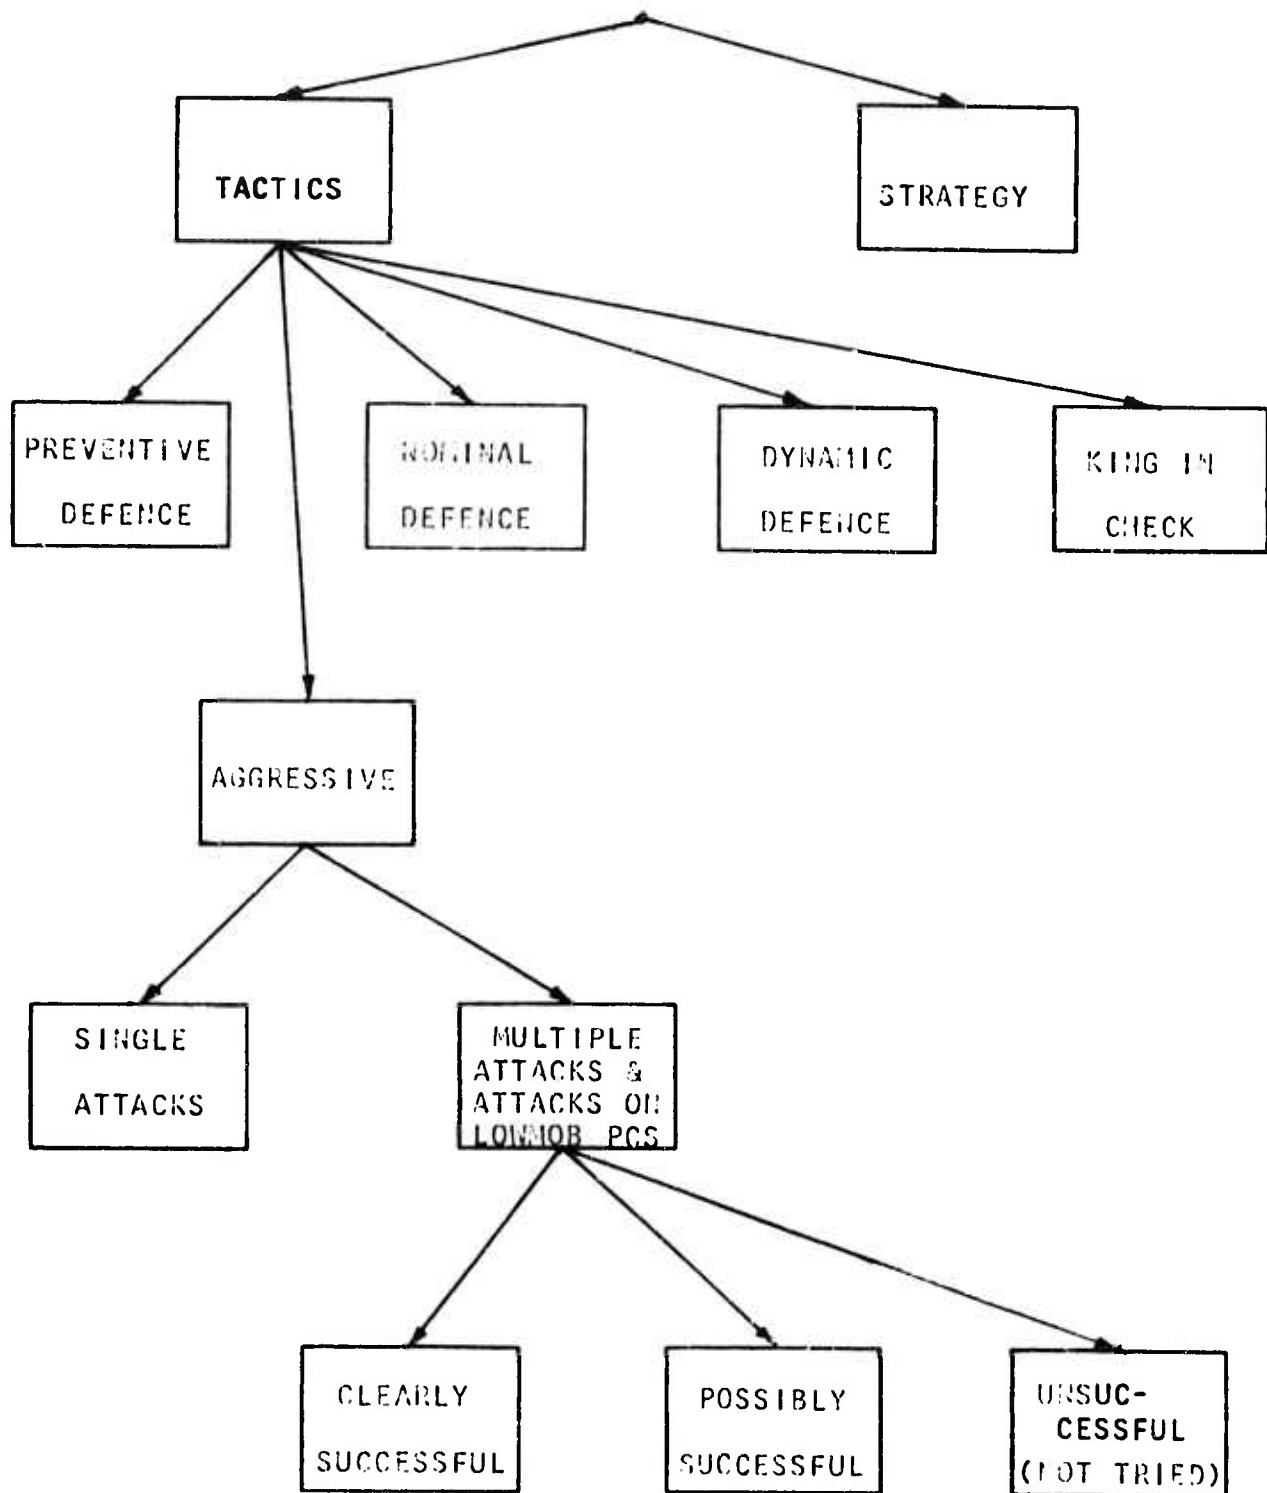 TACTICS
STRATEGY
PREVENTIVE
DEFENCE
NOMINAL
DEFENCE
DYNAMIC
DEFENCE
KING IN
CHECK
AGGRESSIVE
SINGLE
ATTACKS
MULTIPLE
ATTACKS &
ATTACKS ON
LOWMOB PCS
CLEARLY
SUCCESSFUL
POSSIBLY
SUCCESSFUL
UNSUC-
CESSFUL
(NOT TRIED)